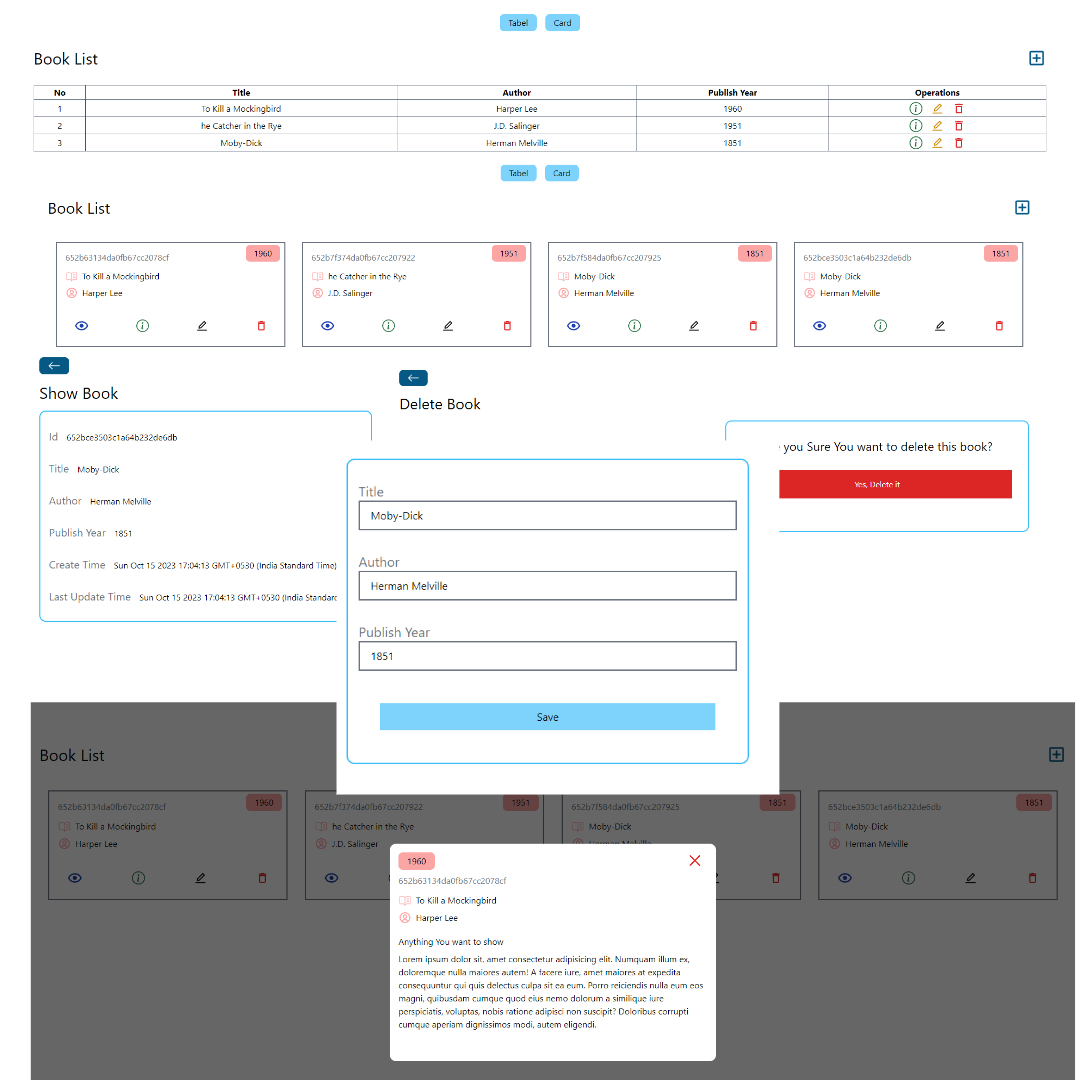 Tabel Card
Book List
No Title Author Publish Year Operations
1 To Kill a Mockingbird Harper Lee 1960
2 he Catcher in the Rye J.D. Salinger 1951
3 Moby-Dick Herman Melville 1851
Tabel Card
Book List
652b63134da0fb67cc2078cf 1960
To Kill a Mockingbird
Harper Lee
652b7f374da0fb67cc207922 1951
he Catcher in the Rye
J.D. Salinger
652b7f584da0fb67cc207925 1851
Moby-Dick
Herman Melville
652bce3503c1a64b232de6db 1851
Moby-Dick
Herman Melville
Show Book
Id 652bce3503c1a64b232de6db
Title Moby-Dick
Author Herman Melville
Publish Year 1851
Create Time Sun Oct 15 2023 17:04:13 GMT+0530 (India Standard Time)
Last Update Time Sun Oct 15 2023 17:04:13 GMT+0530 (India Standard
Delete Book
you Sure You want to delete this book?
Yes, Delete it
Title
Moby-Dick
Author
Herman Melville
Publish Year
1851
Save
Book List
652b63134da0fb67cc2078cf 1960
To Kill a Mockingbird
Harper Lee
652b7f374da0fb67cc207922 1951
he Catcher in the Rye
J.D. Salinger
652b7f584da0fb67cc207925 1851
Moby-Dick
Herman Melville
652bce3503c1a64b232de6db 1851
Moby-Dick
Herman Melville
1960
652b63134da0fb67cc2078cf
To Kill a Mockingbird
Harper Lee
Anything You want to show
Lorem ipsum dolor sit, amet consectetur adipisicing elit. Numquam illum ex,
doloremque nulla maiores autem! A facere iure, amet maiores at expedita
consequuntur qui quis delectus culpa sit ea eum. Porro reiciendis nulla eum eos
magni, quibusdam cumque quod eius nemo dolorum a similique iure
perspiciatis, voluptas, nobis ratione adipisci non suscipit? Doloribus corrupti
cumque aperiam dignissimos modi, autem eligendi.